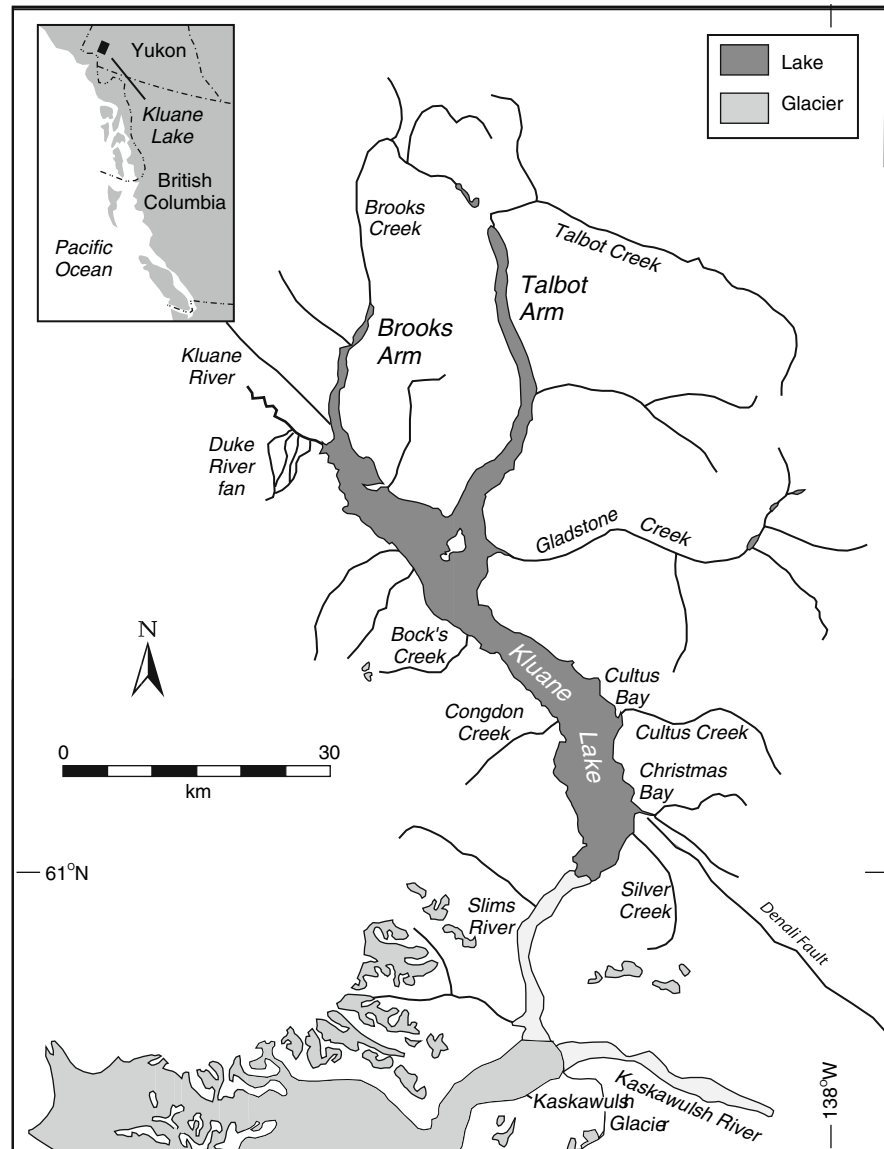 Yukon
Kluane
Lake
British
Columbia
Pacific
Ocean
Lake
Glacier
Brooks
Creek
Talbot Creek
Talbot
Arm
Brooks
Arm
Kluane
River
Duke
River
fan
Gladstone Creek
N
Bock's
Creek
Kluane
Lake
Cultus
Bay
Congdon
Creek
Cultus Creek
0 30
km
Christmas
Bay
61°N
Slims
River
Silver
Creek
Denali Fault
Kaskawulsh
Glacier
Kaskawulsh River
138°W